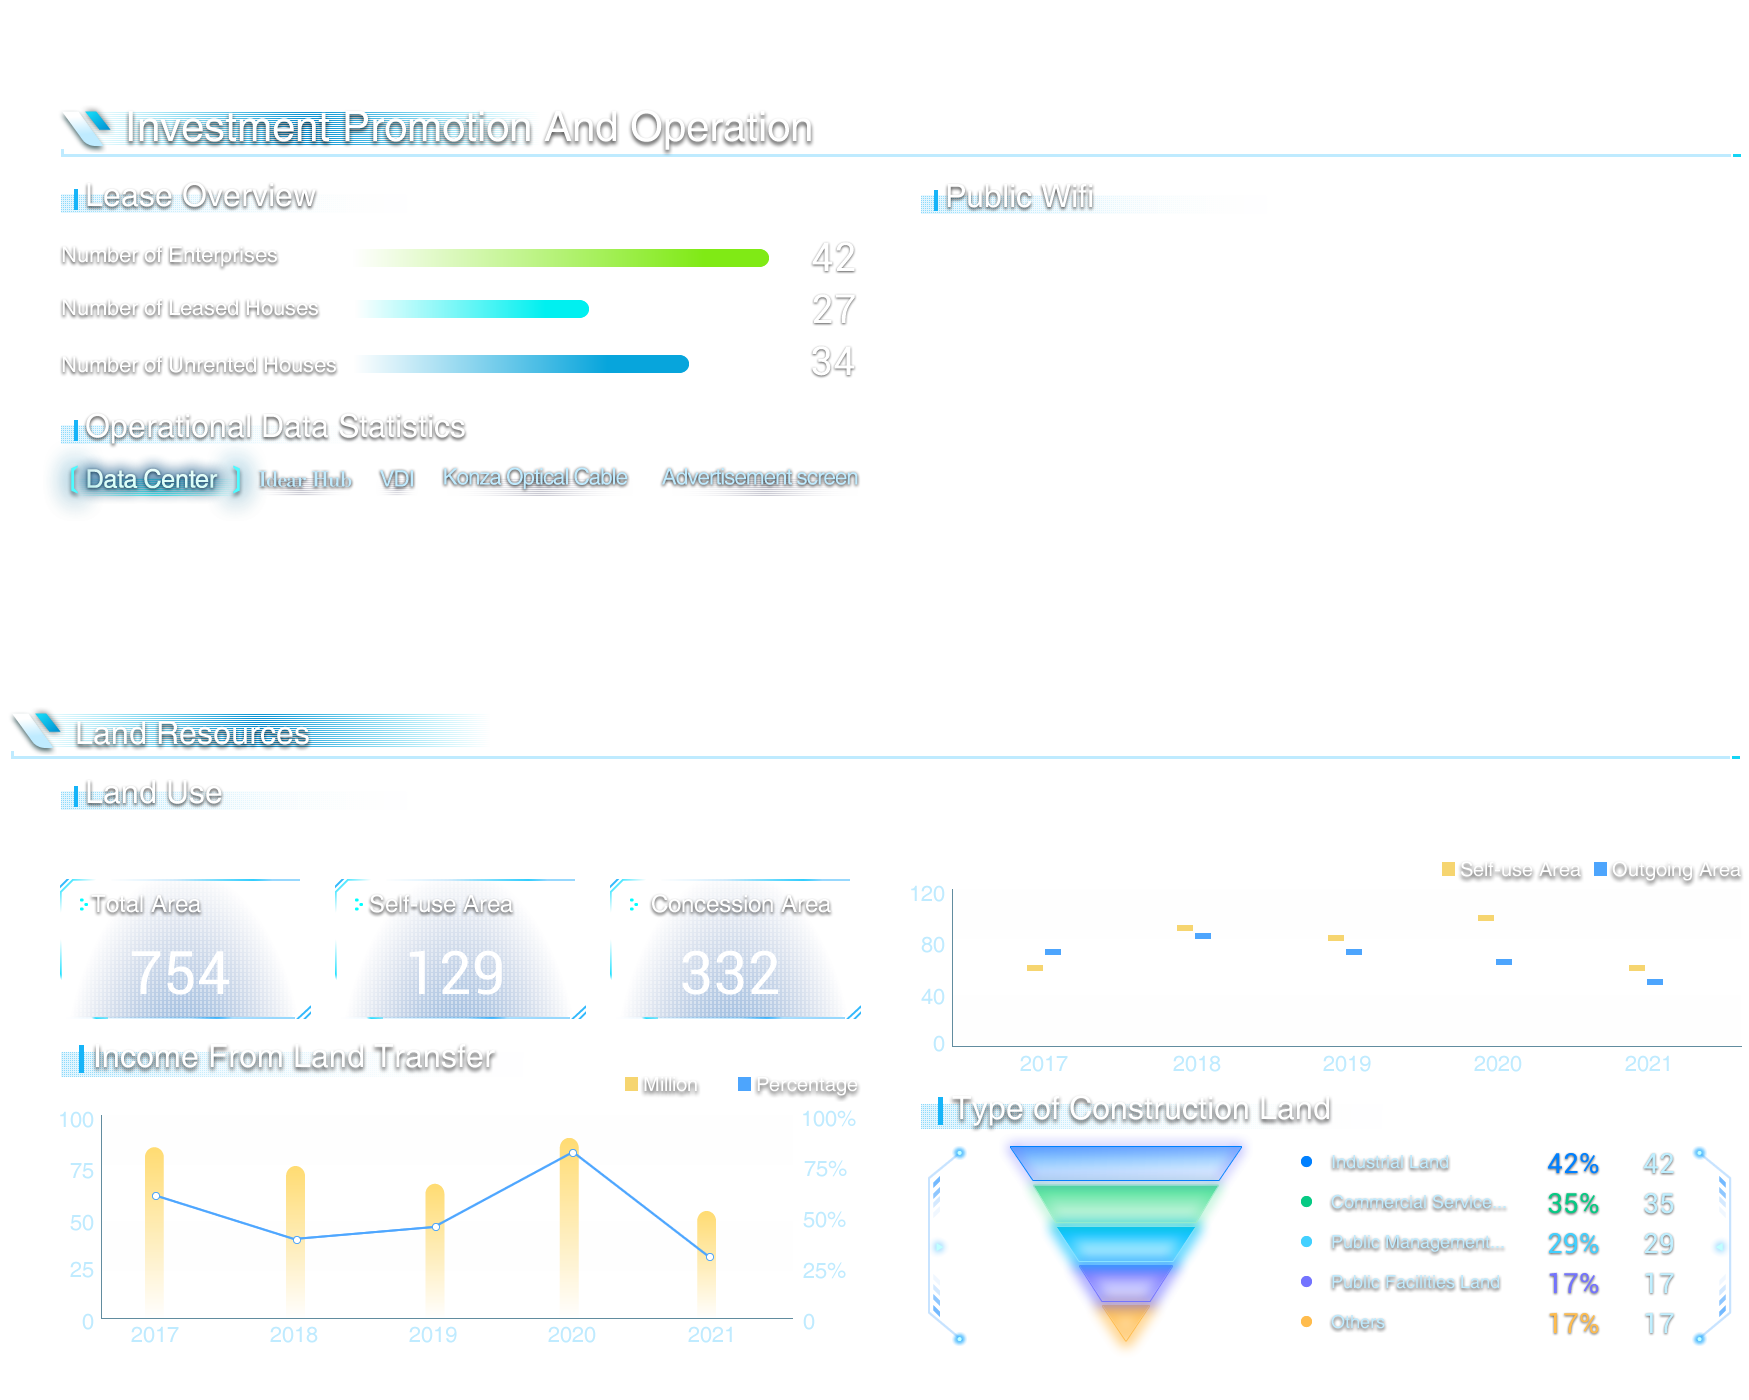 Investment Promotion And Operation
Lease Overview
Number of Enterprises 42
Number of Leased Houses 27
Number of Unrented Houses 34
Public Wifi
Operational Data Statistics
Data Center Idear Hub VDI Konza Optical Cable Advertisement screen
Land Resources
Land Use
Total Area
754
Self-use Area
129
Concession Area
332
Self-use Area Outgoing Area
120
80
40
0
2017 2018 2019 2020 2021
Income From Land Transfer
Million Percentage
100 100%
75 75%
50 50%
25 25%
0 0
2017 2018 2019 2020 2021
Type of Construction Land
Industrial Land 42% 42
Commercial Service... 35% 35
Public Management... 29% 29
Public Facilities Land 17% 17
Others 17% 17